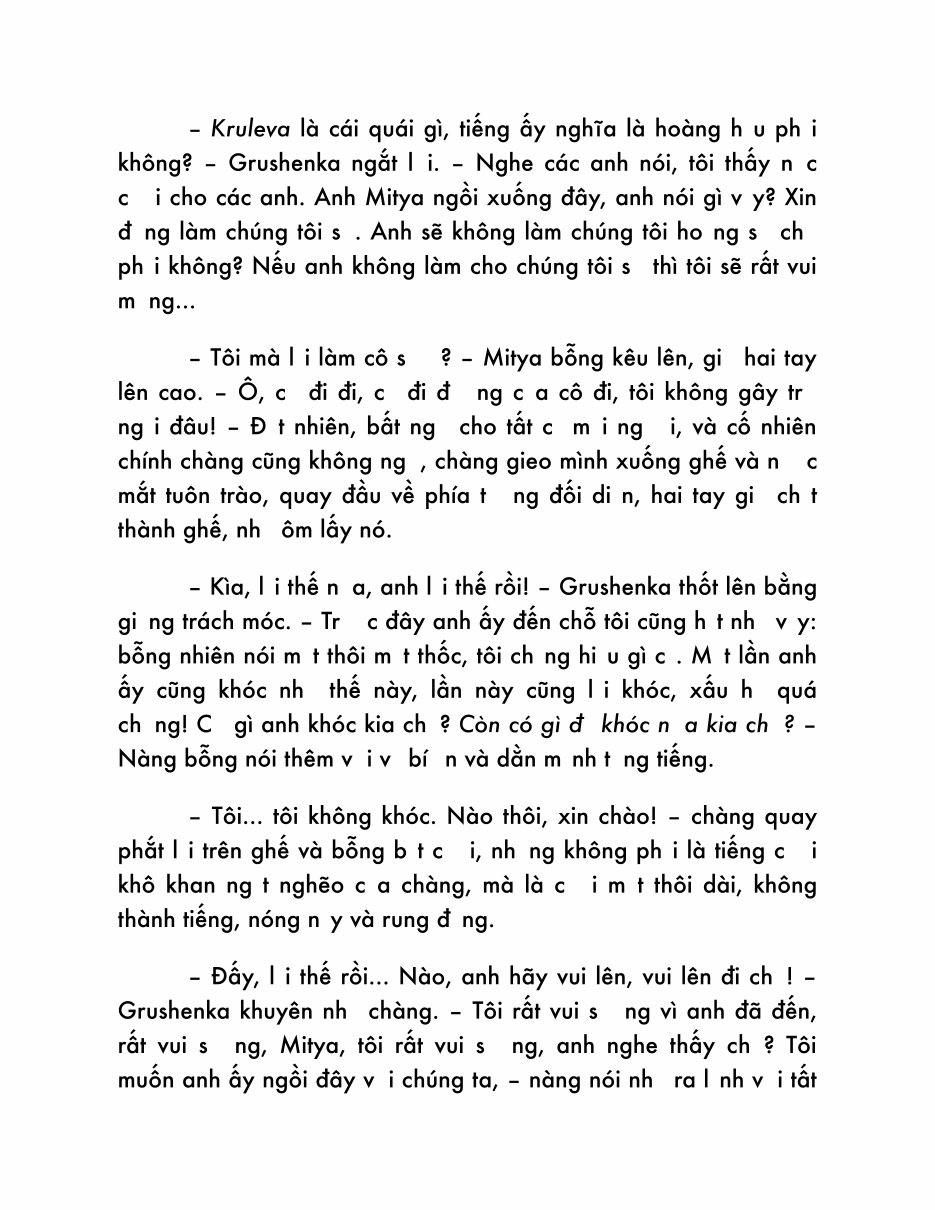 – Kruleva là cái quái gì, tiếng ấy nghĩa là hoàng h u ph i
không? – Grushenka ngắt l i. – Nghe các anh nói, tôi thấy n c
c i cho các anh. Anh Mitya ngồi xuống đây, anh nói gì v y? Xin
đ ng làm chúng tôi s . Anh sẽ không làm chúng tôi ho ng s ch
ph i không? Nếu anh không làm cho chúng tôi s thì tôi sẽ rất vui
m ng...
– Tôi mà l i làm cô s ? – Mitya bỗng kêu lên, gi hai tay
lên cao. – Ô, c đi đi, c đi đ ng c a cô đi, tôi không gây tr
ng i đâu! – Đ t nhiên, bất ng cho tất c m i ng i, và cố nhiên
chính chàng cũng không ng , chàng gieo mình xuống ghế và n c
mắt tuôn trào, quay đầu về phía t ng đối di n, hai tay gi ch t
thành ghế, nh ôm lấy nó.
– Kìa, l i thế n a, anh l i thế rồi! – Grushenka thốt lên bằng
gi ng trách móc. – Tr c đây anh ấy đến chỗ tôi cũng h t nh v y:
bỗng nhiên nói m t thôi m t thốc, tôi ch ng hi u gì c . M t lần anh
ấy cũng khóc nh thế này, lần này cũng l i khóc, xấu h quá
ch ng! C gì anh khóc kia ch ? Còn có gì đ khóc n a kia ch ? –
Nàng bỗng nói thêm v i v bí n và dằn m nh t ng tiếng.
– Tôi... tôi không khóc. Nào thôi, xin chào! – chàng quay
phắt l i trên ghế và bỗng b t c i, nh ng không ph i là tiếng c i
khô khan ng t nghẽo c a chàng, mà là c i m t thôi dài, không
thành tiếng, nóng n y và rung đ ng.
– Đấy, l i thế rồi... Nào, anh hãy vui lên, vui lên đi ch ! –
Grushenka khuyên nh chàng. – Tôi rất vui s ng vì anh đã đến,
rất vui s ng, Mitya, tôi rất vui s ng, anh nghe thấy ch ? Tôi
muốn anh ấy ngồi đây v i chúng ta, – nàng nói nh ra l nh v i tất